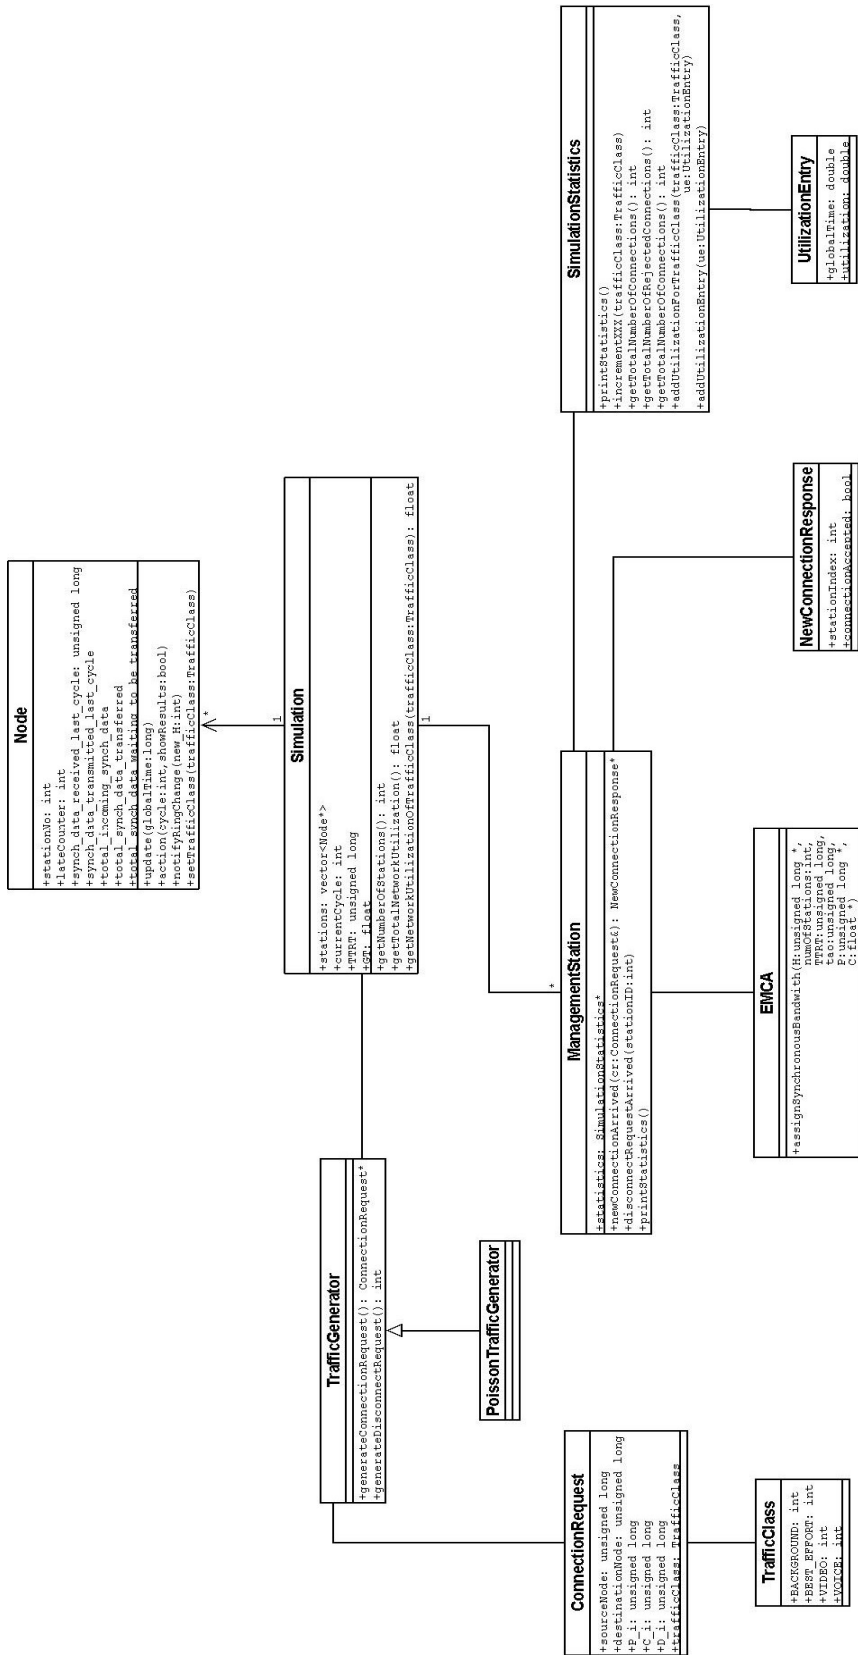 Node
+stationNo: int
+lateCounter: int
+synch_data_received_last_cycle: unsigned long
+synch_data_transmitted_last_cycle
+total_incoming_synch_data
+total_synch_data_transferred
+total_synch_data_waiting to be transferred
+update(globalTime:long)
+action(cycle:int,showResults:bool)
+notifyRingChange(new_H:int)
+setTrafficClass(trafficClass:TrafficClass)
*
1
Simulation
+stations: vector<Node*>
+currentCycle: int
+TTRT: unsigned long
+GT: float
+getNumberOfStations(): int
+getTotalNetworkUtilization(): float
+getNetworkUtilizationOfTrafficClass(trafficClass:TrafficClass): float
1
*
TrafficGenerator
+generateConnectionRequest(): ConnectionRequest*
+generateDisconnectRequest(): int
PoissonTrafficGenerator
ConnectionRequest
+sourceNode: unsigned long
+destinationNode: unsigned long
+P_i: unsigned long
+C_i: unsigned long
+D_i: unsigned long
+trafficClass: TrafficClass
TrafficClass
+BACKGROUND: int
+BEST_EFFORT: int
+VIDEO: int
+VOICE: int
ManagementStation
+statistics: SimulationStatistics*
+newConnectionArrived(cr:ConnectionRequest&): NewConnectionResponse*
+disconnectRequestArrived(stationID:int)
+printStatistics()
EMCA
+assignSynchronousBandwith(H:unsigned long *,
numOfStations:int,
TTRT:unsigned long,
tao:unsigned long,
P:unsigned long *,
C:float *)
NewConnectionResponse
+stationIndex: int
+connectionAccepted: bool
SimulationStatistics
+printStatistics()
+incrementXXX(trafficClass:TrafficClass)
+getTotalNumberOfConnections(): int
+getTotalNumberOfRejectedConnections(): int
+getTotalNumberOfConnections(): int
+addUtilizationForTrafficClass(trafficClass:TrafficClass,
ue:UtilizationEntry)
+addUtilizationEntry(ue:UtilizationEntry)
UtilizationEntry
+globalTime: double
+utilization: double